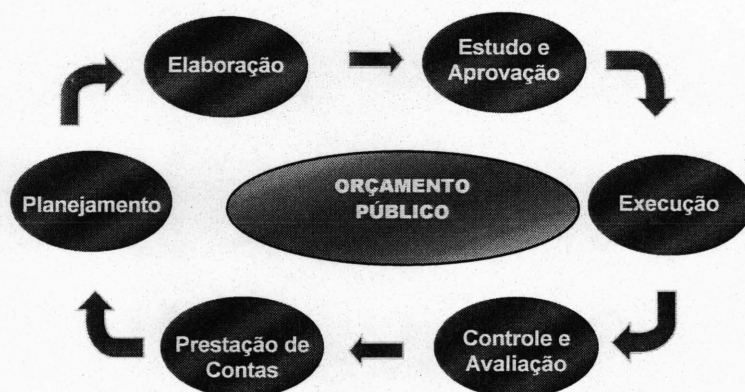 Elaboração
Estudo e
Aprovação
Planejamento
ORÇAMENTO
PÚBLICO
Execução
Prestação de
Contas
Controle e
Avaliação